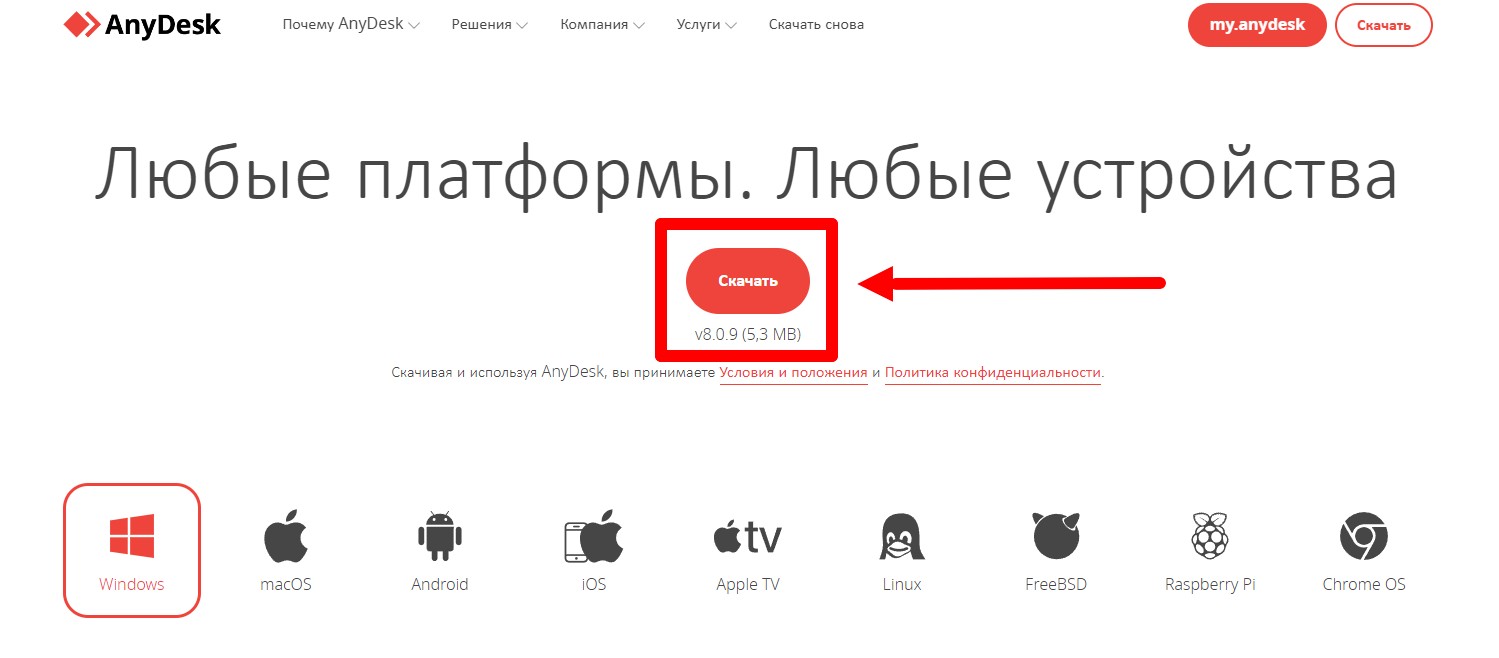 AnyDesk Почему AnyDesk Решения Компания Услуги Скачать снова my.anydesk Скачать
Любые платформы. Любые устройства
Скачать
v8.0.9 (5,3 MB)
Скачивая и используя AnyDesk, вы принимаете Условия и положения и Политика конфиденциальности.
tv
Windows macOS Android iOS Apple TV Linux FreeBSD Raspberry Pi Chrome OS